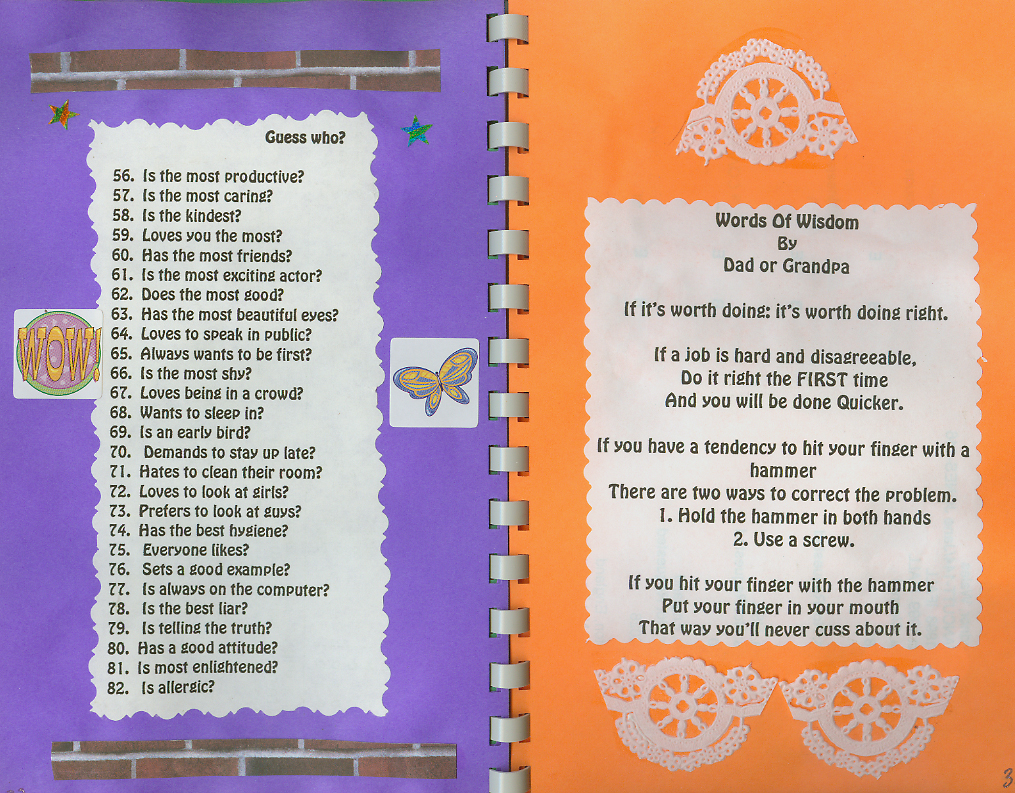 Guess who?
56. Is the most productive?
57. Is the most caring?
58. Is the kindest?
59. Loves you the most?
60. Has the most friends?
61. Is the most exciting actor?
62. Does the most good?
63. Has the most beautiful eyes?
64. Loves to speak in public?
65. Always wants to be first?
66. Is the most shy?
67. Loves being in a crowd?
68. Wants to sleep in?
69. Is an early bird?
70. Demands to stay up late?
71. Hates to clean their room?
72. Loves to look at girls?
73. Prefers to look at guys?
74. Has the best hygiene?
75. Everyone likes?
76. Sets a good example?
77. Is always on the computer?
78. Is the best liar?
79. Is telling the truth?
80. Has a good attitude?
81. Is most enlightened?
82. Is allergic?
WOW!
Words Of Wisdom
By
Dad or Grandpa
If it's worth doing: it's worth doing right.
If a job is hard and disagreeable,
Do it right the FIRST time
And you will be done Quicker.
If you have a tendency to hit your finger with a
hammer
There are two ways to correct the problem.
1. Hold the hammer in both hands
2. Use a screw.
If you hit your finger with the hammer
Put your finger in your mouth
That way you'll never cuss about it.
3